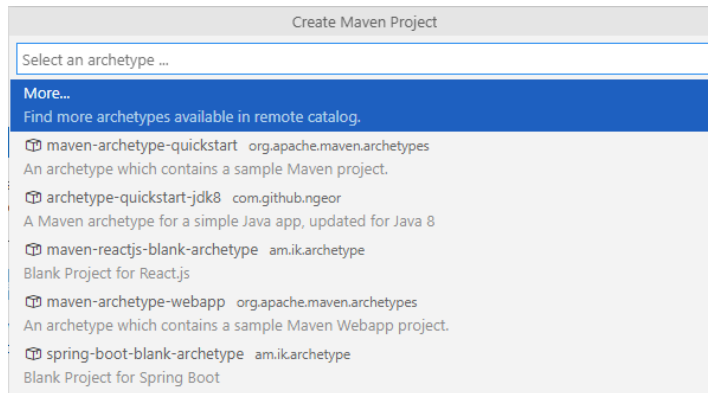 Create Maven Project
Select an archetype ...
More...
Find more archetypes available in remote catalog.
maven-archetype-quickstart org.apache.maven.archetypes
An archetype which contains a sample Maven project.
archetype-quickstart-jdk8 com.github.ngeor
A Maven archetype for a simple Java app, updated for Java 8
maven-reactjs-blank-archetype am.ik.archetype
Blank Project for React.js
maven-archetype-webapp org.apache.maven.archetypes
An archetype which contains a sample Maven Webapp project.
spring-boot-blank-archetype am.ik.archetype
Blank Project for Spring Boot